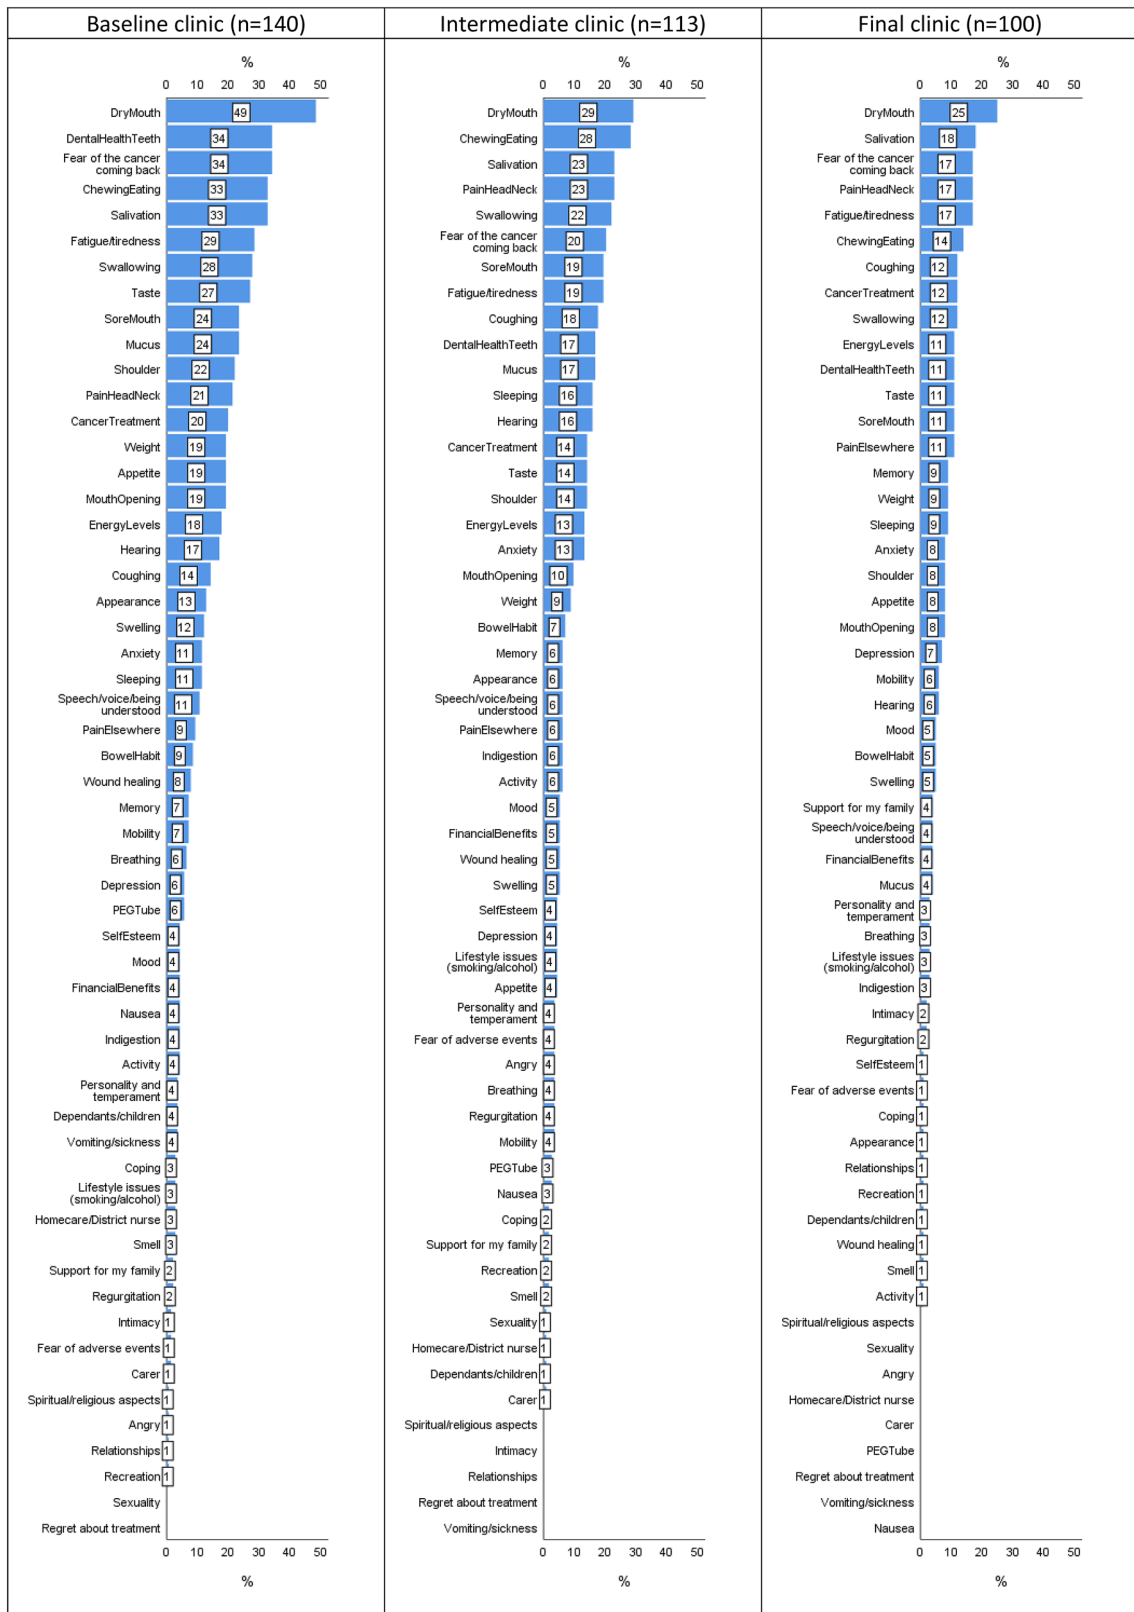 Baseline clinic (n=140)
%
0 10 20 30 40 50
DryMouth 49
DentalHealthTeeth 34
Fear of the cancer
coming back 34
ChewingEating 33
Salivation 33
Fatigue/tiredness 29
Swallowing 28
Taste 27
SoreMouth 24
Mucus 24
Shoulder 22
PainHeadNeck 21
CancerTreatment 20
Weight 19
Appetite 19
MouthOpening 19
EnergyLevels 18
Hearing 17
Coughing 14
Appearance 13
Swelling 12
Anxiety 11
Sleeping 11
Speech/voice/being
understood 11
PainElsewhere 9
BowelHabit 9
Wound healing 8
Memory 7
Mobility 7
Breathing 6
Depression 6
PEGTube 6
SelfEsteem 4
Mood 4
FinancialBenefits 4
Nausea 4
Indigestion 4
Activity 4
Personality and
temperament 4
Dependants/children 4
Vomiting/sickness 4
Coping 3
Lifestyle issues
(smoking/alcohol) 3
Homecare/District nurse 3
Smell 3
Support for my family 2
Regurgitation 2
Intimacy 1
Fear of adverse events 1
Carer 1
Spiritual/religious aspects 1
Angry 1
Relationships 1
Recreation 1
Sexuality
Regret about treatment
0 10 20 30 40 50
%
Intermediate clinic (n=113)
%
0 10 20 30 40 50
DryMouth 29
ChewingEating 28
Salivation 23
PainHeadNeck 23
Swallowing 22
Fear of the cancer
coming back 20
SoreMouth 19
Fatigue/tiredness 19
Coughing 18
DentalHealthTeeth 17
Mucus 17
Sleeping 16
Hearing 16
CancerTreatment 14
Taste 14
Shoulder 14
EnergyLevels 13
Anxiety 13
MouthOpening 10
Weight 9
BowelHabit 7
Memory 6
Appearance 6
Speech/voice/being
understood 6
PainElsewhere 6
Indigestion 6
Activity 6
Mood 5
FinancialBenefits 5
Wound healing 5
Swelling 5
SelfEsteem 4
Depression 4
Lifestyle issues
(smoking/alcohol) 4
Appetite 4
Personality and
temperament 4
Fear of adverse events 4
Angry 4
Breathing 4
Regurgitation 4
Mobility 4
PEGTube 3
Nausea 3
Coping 2
Support for my family 2
Recreation 2
Smell 2
Sexuality 1
Homecare/District nurse 1
Dependants/children 1
Carer 1
Spiritual/religious aspects
Intimacy
Relationships
Regret about treatment
Vomiting/sickness
0 10 20 30 40 50
%
Final clinic (n=100)
%
0 10 20 30 40 50
DryMouth 25
Salivation 18
Fear of the cancer
coming back 17
PainHeadNeck 17
Fatigue/tiredness 17
ChewingEating 14
Coughing 12
CancerTreatment 12
Swallowing 12
EnergyLevels 11
DentalHealthTeeth 11
Taste 11
SoreMouth 11
PainElsewhere 11
Memory 9
Weight 9
Sleeping 9
Anxiety 8
Shoulder 8
Appetite 8
MouthOpening 8
Depression 7
Mobility 6
Hearing 6
Mood 5
BowelHabit 5
Swelling 5
Support for my family 4
Speech/voice/being
understood 4
FinancialBenefits 4
Mucus 4
Personality and
temperament 3
Breathing 3
Lifestyle issues
(smoking/alcohol) 3
Indigestion 3
Intimacy 2
Regurgitation 2
SelfEsteem 1
Fear of adverse events 1
Coping 1
Appearance 1
Relationships 1
Recreation 1
Dependants/children 1
Wound healing 1
Smell 1
Activity 1
Spiritual/religious aspects
Sexuality
Angry
Homecare/District nurse
Carer
PEGTube
Regret about treatment
Vomiting/sickness
Nausea
0 10 20 30 40 50
%